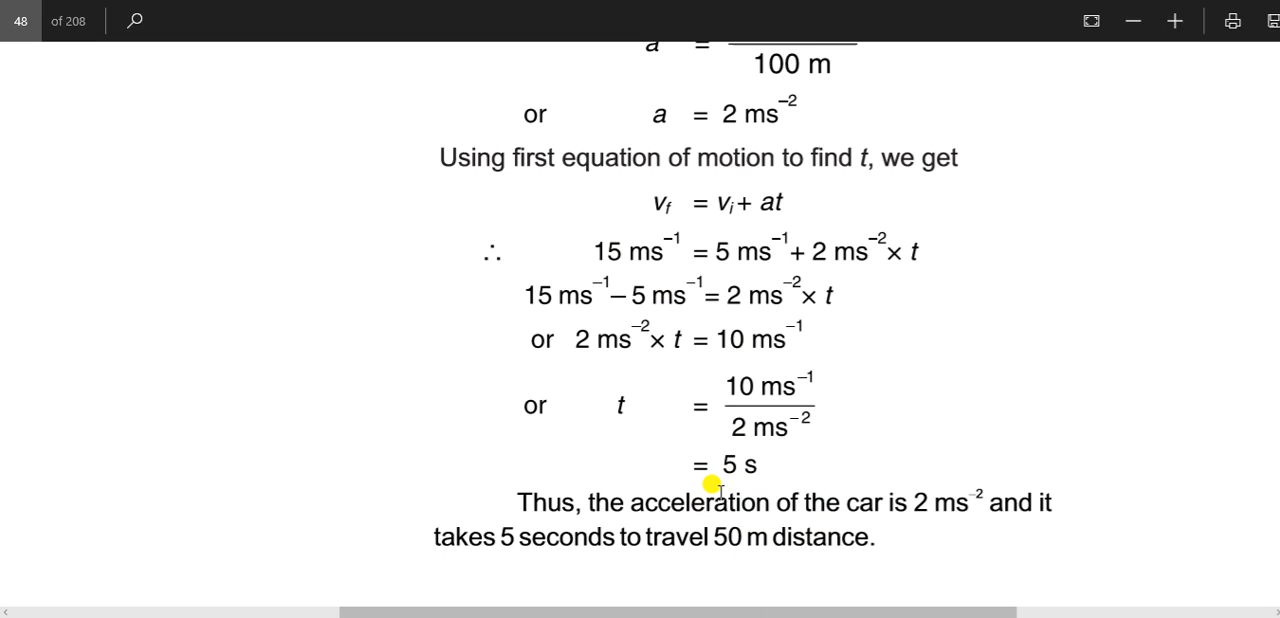 48 of 208
a =
100 m
or a = 2 ms⁻²
Using first equation of motion to find t, we get
v_f = v_i + at
∴ 15 ms⁻¹ = 5 ms⁻¹ + 2 ms⁻² × t
15 ms⁻¹ – 5 ms⁻¹ = 2 ms⁻² × t
or 2 ms⁻² × t = 10 ms⁻¹
or t = 10 ms⁻¹
2 ms⁻²
= 5 s
Thus, the acceleration of the car is 2 ms⁻² and it
takes 5 seconds to travel 50 m distance.